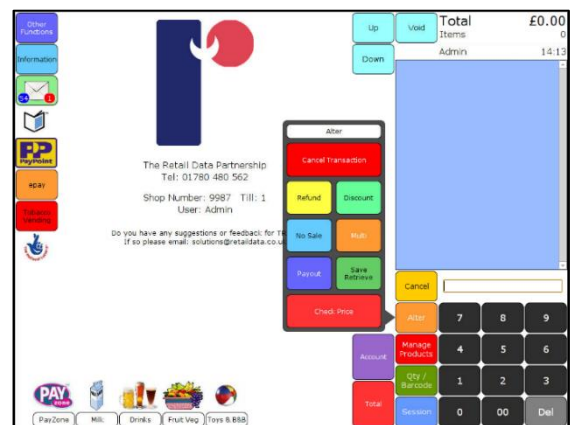 Other
Functions
Information
54
1
PayPoint
epay
Tobacco
Vending
The Retail Data Partnership
Tel: 01780 480 562
Shop Number: 9987 Till: 1
User: Admin
Do you have any suggestions or feedback for
If so please email: solutions@retaildata.co.u
PAY
ZONE
PayZone
Milk
Drinks
Fruit Veg
Toys & B&B
Alter
Cancel Transaction
Refund
Discount
No Sale
Multi
Payout
Save
Retrieve
Check Price
Up
Void
Down
Total
£0.00
Items
0
Admin
14:13
Cancel
Alter
7
8
9
Account
Manage
Products
4
5
6
Qty /
Barcode
1
2
3
Total
Session
0
00
Del